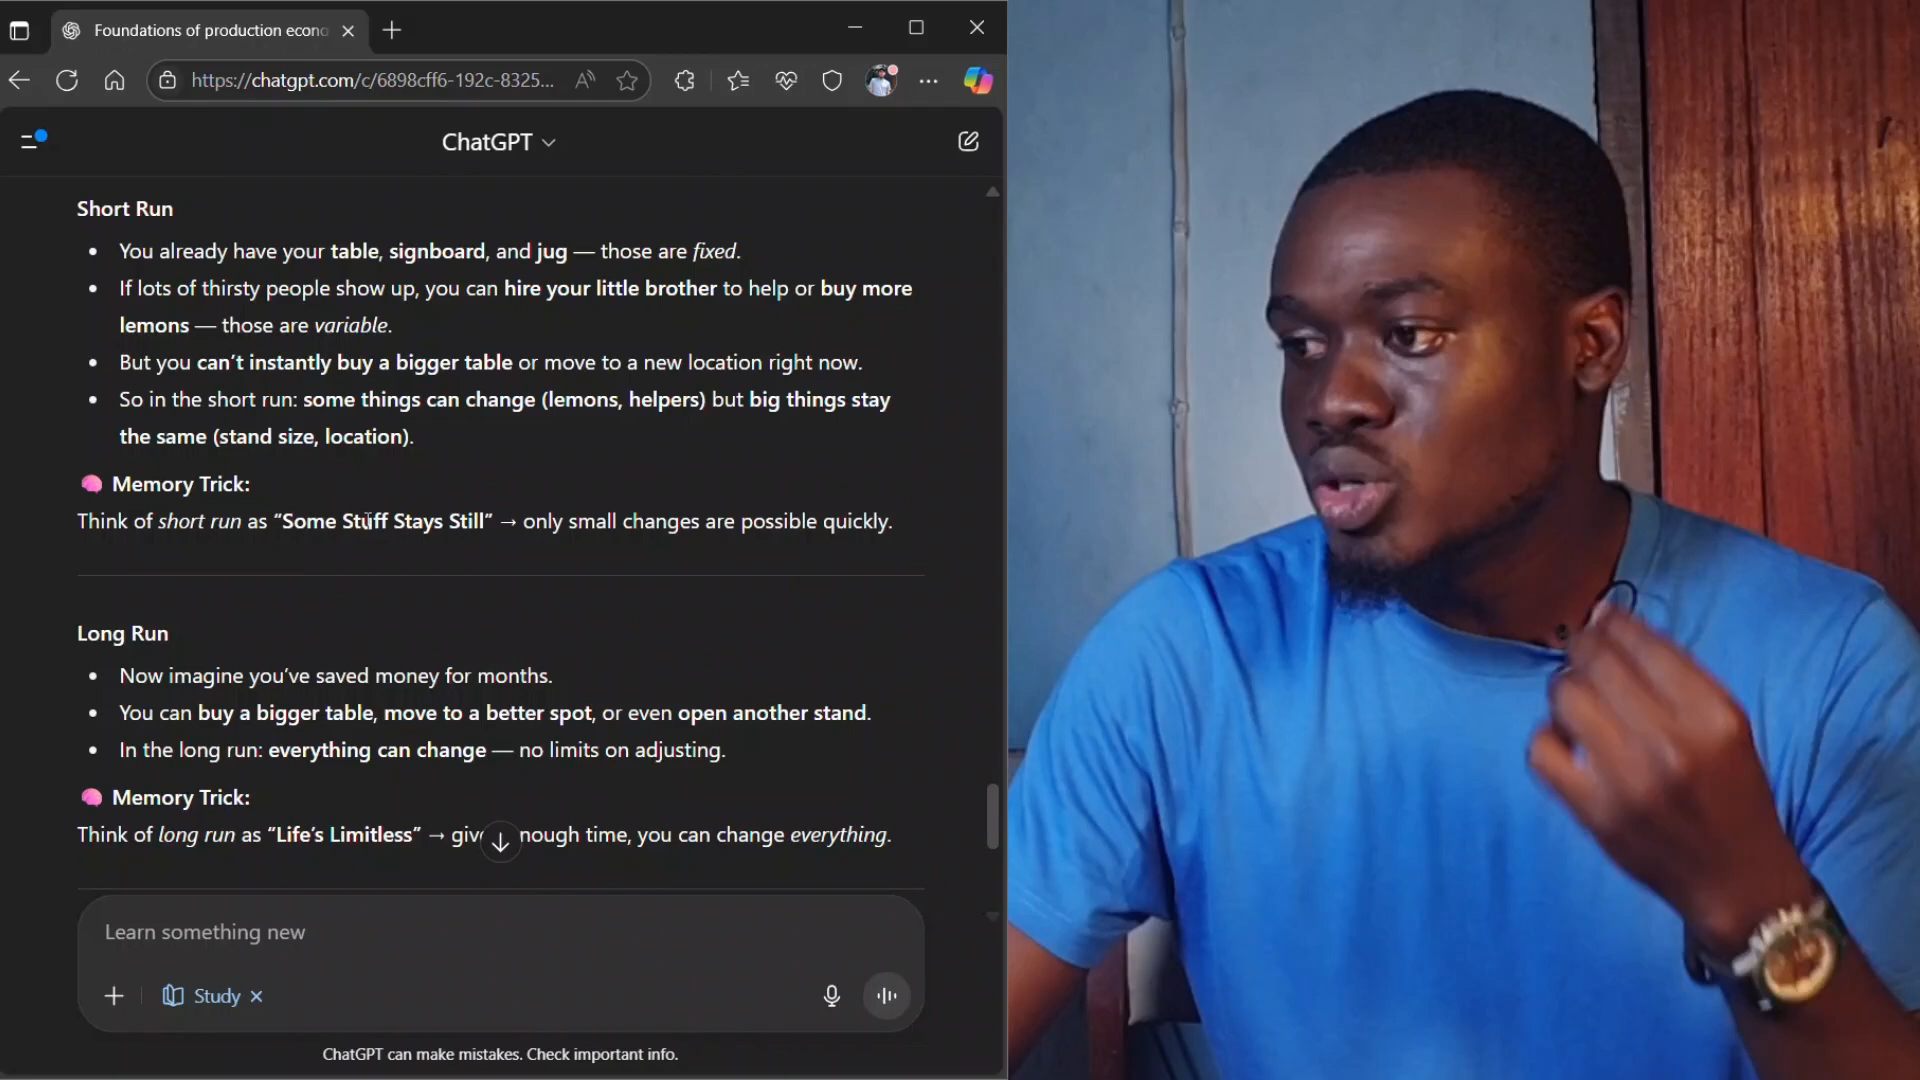 Foundations of production econo
https://chatgpt.com/c/6898cff6-192c-8325...
ChatGPT
Short Run
• You already have your table, signboard, and jug — those are fixed.
• If lots of thirsty people show up, you can hire your little brother to help or buy more
lemons — those are variable.
• But you can’t instantly buy a bigger table or move to a new location right now.
• So in the short run: some things can change (lemons, helpers) but big things stay
the same (stand size, location).
🧠 Memory Trick:
Think of short run as “Some Stuff Stays Still” → only small changes are possible quickly.
Long Run
• Now imagine you’ve saved money for months.
• You can buy a bigger table, move to a better spot, or even open another stand.
• In the long run: everything can change — no limits on adjusting.
🧠 Memory Trick:
Think of long run as “Life’s Limitless” → give nough time, you can change everything.
Learn something new
Study
ChatGPT can make mistakes. Check important info.